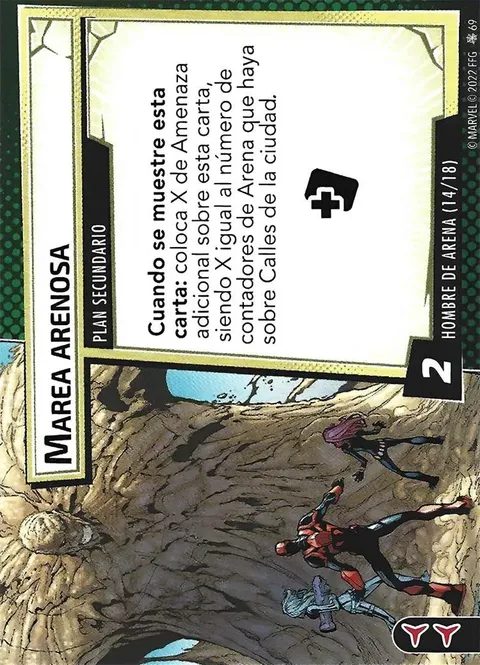 MAREA ARENOSA
PLAN SECUNDARIO
Cuando se muestre esta
carta: coloca X de Amenaza
adicional sobre esta carta,
siendo X igual al número de
contadores de Arena que haya
sobre Calles de la ciudad.
2
HOMBRE DE ARENA (14/18)
© MARVEL © 2022 FFG 69